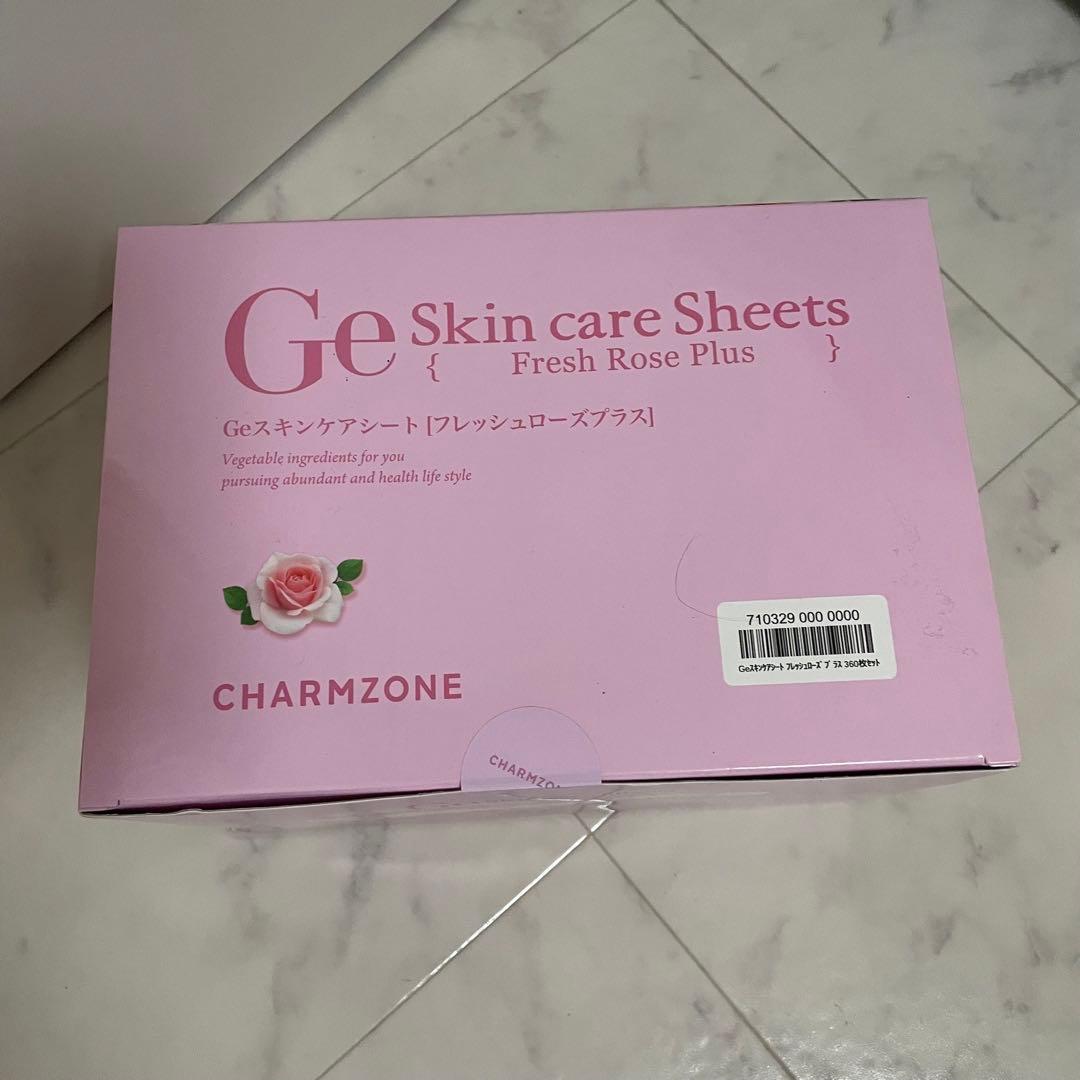 Ge Skin care Sheets
{ Fresh Rose Plus }
Geスキンケアシート [フレッシュローズプラス]
Vegetable ingredients for you
pursuing abundant and health life style
710329 000 0000
Geスキンケアシート フレッシュローズ プラス 360枚セット
CHARMZONE
CHARMZO